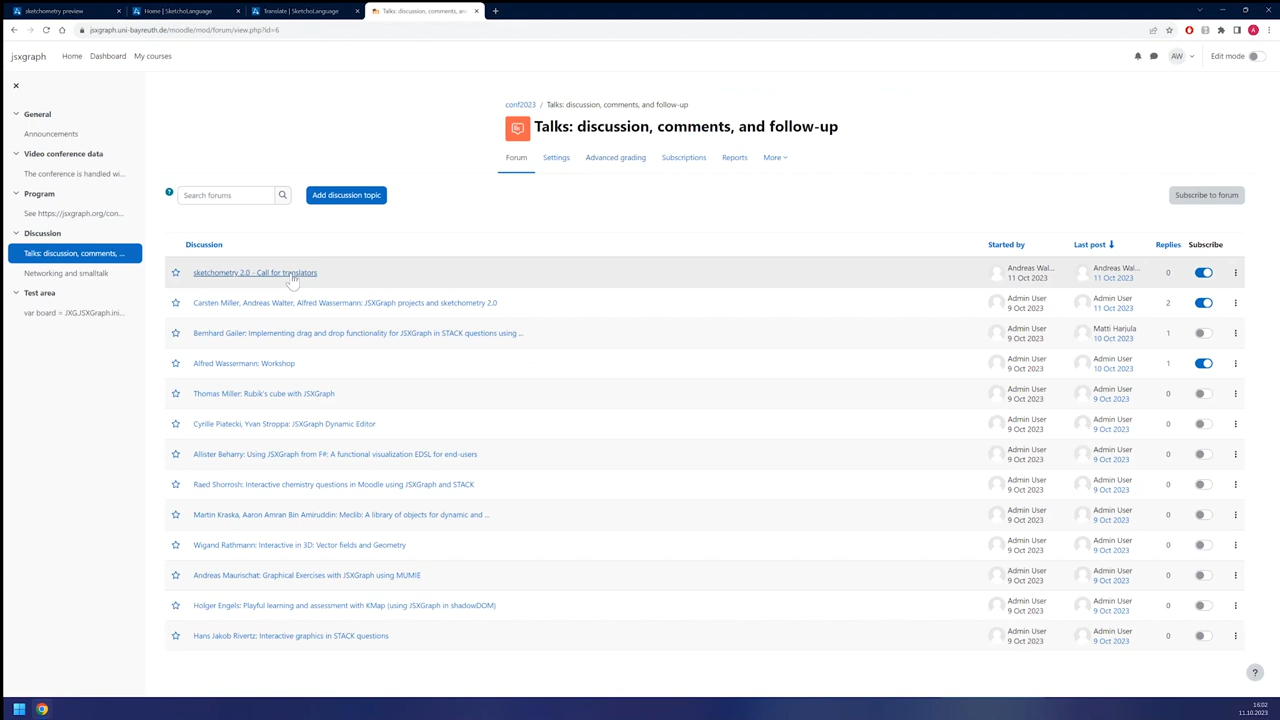 sketchometry preview
Home | SketchoLanguage
Translate | SketchoLanguage
Talks: discussion, comments, an
jsxgraph.uni-bayreuth.de/moodle/mod/forum/view.php?id=6
A
jsxgraph
Home
Dashboard
My courses
AW
Edit mode
General
Announcements
Video conference data
The conference is handled wi...
Program
See https://jsxgraph.org/con...
Discussion
Talks: discussion, comments, ...
Networking and smalltalk
Test area
var board = JXG.JSXGraph.ini...
conf2023 / Talks: discussion, comments, and follow-up
Talks: discussion, comments, and follow-up
Forum
Settings
Advanced grading
Subscriptions
Reports
More
?
Search forums
Add discussion topic
Subscribe to forum
Discussion
Started by
Last post
Replies
Subscribe
sketchometry 2.0 - Call for translators
Andreas Wal...
11 Oct 2023
Andreas Wal...
11 Oct 2023
0
Carsten Miller, Andreas Walter, Alfred Wassermann: JSXGraph projects and sketchometry 2.0
Admin User
9 Oct 2023
Admin User
11 Oct 2023
2
Bernhard Gailer: Implementing drag and drop functionality for JSXGraph in STACK questions using ...
Admin User
9 Oct 2023
Matti Harjula
10 Oct 2023
1
Alfred Wassermann: Workshop
Admin User
9 Oct 2023
Admin User
10 Oct 2023
1
Thomas Miller: Rubik's cube with JSXGraph
Admin User
9 Oct 2023
Admin User
9 Oct 2023
0
Cyrille Piatecki, Yvan Stroppa: JSXGraph Dynamic Editor
Admin User
9 Oct 2023
Admin User
9 Oct 2023
0
Allister Beharry: Using JSXGraph from F#: A functional visualization EDSL for end-users
Admin User
9 Oct 2023
Admin User
9 Oct 2023
0
Raed Shorrosh: Interactive chemistry questions in Moodle using JSXGraph and STACK
Admin User
9 Oct 2023
Admin User
9 Oct 2023
0
Martin Kraska, Aaron Amran Bin Amiruddin: Meclib: A library of objects for dynamic and ...
Admin User
9 Oct 2023
Admin User
9 Oct 2023
0
Wigand Rathmann: Interactive in 3D: Vector fields and Geometry
Admin User
9 Oct 2023
Admin User
9 Oct 2023
0
Andreas Maurischat: Graphical Exercises with JSXGraph using MUMIE
Admin User
9 Oct 2023
Admin User
9 Oct 2023
0
Holger Engels: Playful learning and assessment with KMap (using JSXGraph in shadowDOM)
Admin User
9 Oct 2023
Admin User
9 Oct 2023
0
Hans Jakob Rivertz: Interactive graphics in STACK questions
Admin User
9 Oct 2023
Admin User
9 Oct 2023
0
?
16:02
11.10.2023